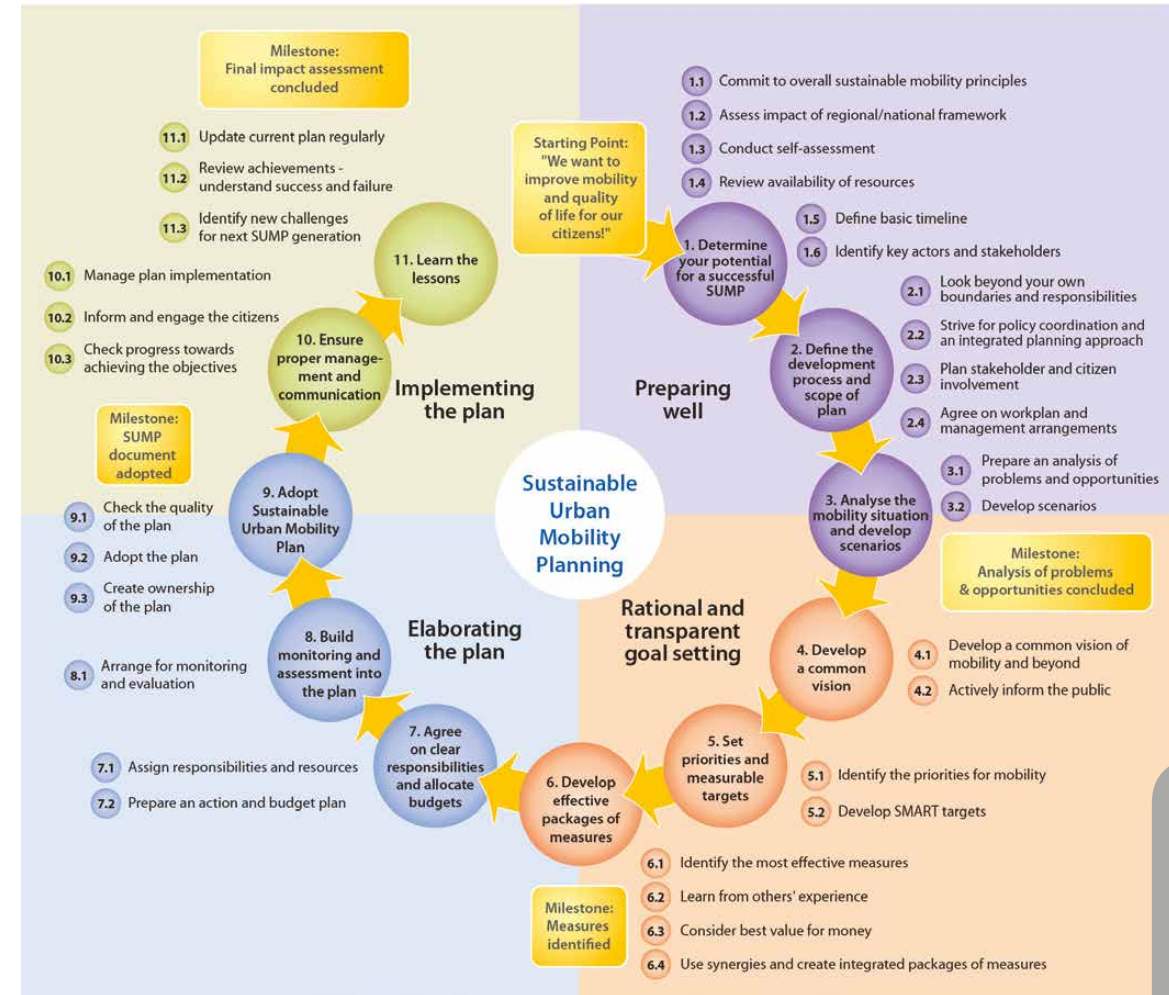 Milestone:
Final impact assessment
concluded
11.1 Update current plan regularly
11.2 Review achievements -
understand success and failure
11.3 Identify new challenges
for next SUMP generation
11. Learn the
lessons
10.1 Manage plan implementation
10.2 Inform and engage the citizens
10.3 Check progress towards
achieving the objectives
10. Ensure
proper manage-
ment and
communication
Implementing
the plan
Starting Point:
"We want to
improve mobility
and quality
of life for our
citizens!"
1.1 Commit to overall sustainable mobility principles
1.2 Assess impact of regional/national framework
1.3 Conduct self-assessment
1.4 Review availability of resources
1.5 Define basic timeline
1.6 Identify key actors and stakeholders
1. Determine
your potential
for a successful
SUMP
2.1 Look beyond your own
boundaries and responsibilities
2.2 Strive for policy coordination and
an integrated planning approach
2.3 Plan stakeholder and citizen
involvement
2.4 Agree on workplan and
management arrangements
2. Define the
development
process and
scope of
plan
Preparing
well
3.1 Prepare an analysis of
problems and opportunities
3.2 Develop scenarios
3. Analyse the
mobility situation
and develop
scenarios
Milestone:
Analysis of problems
& opportunities concluded
Sustainable
Urban
Mobility
Planning
Milestone:
SUMP
document
adopted
9.1 Check the quality
of the plan
9.2 Adopt the plan
9.3 Create ownership
of the plan
9. Adopt
Sustainable
Urban Mobility
Plan
8.1 Arrange for monitoring
and evaluation
8. Build
monitoring and
assessment into
the plan
Elaborating
the plan
7.1 Assign responsibilities and resources
7.2 Prepare an action and budget plan
7. Agree
on clear
responsibilities
and allocate
budgets
Rational and
transparent
goal setting
4. Develop
a common
vision
4.1 Develop a common vision of
mobility and beyond
4.2 Actively inform the public
5. Set
priorities and
measurable
targets
5.1 Identify the priorities for mobility
5.2 Develop SMART targets
6. Develop
effective
packages of
measures
6.1 Identify the most effective measures
6.2 Learn from others' experience
6.3 Consider best value for money
6.4 Use synergies and create integrated packages of measures
Milestone:
Measures
identified